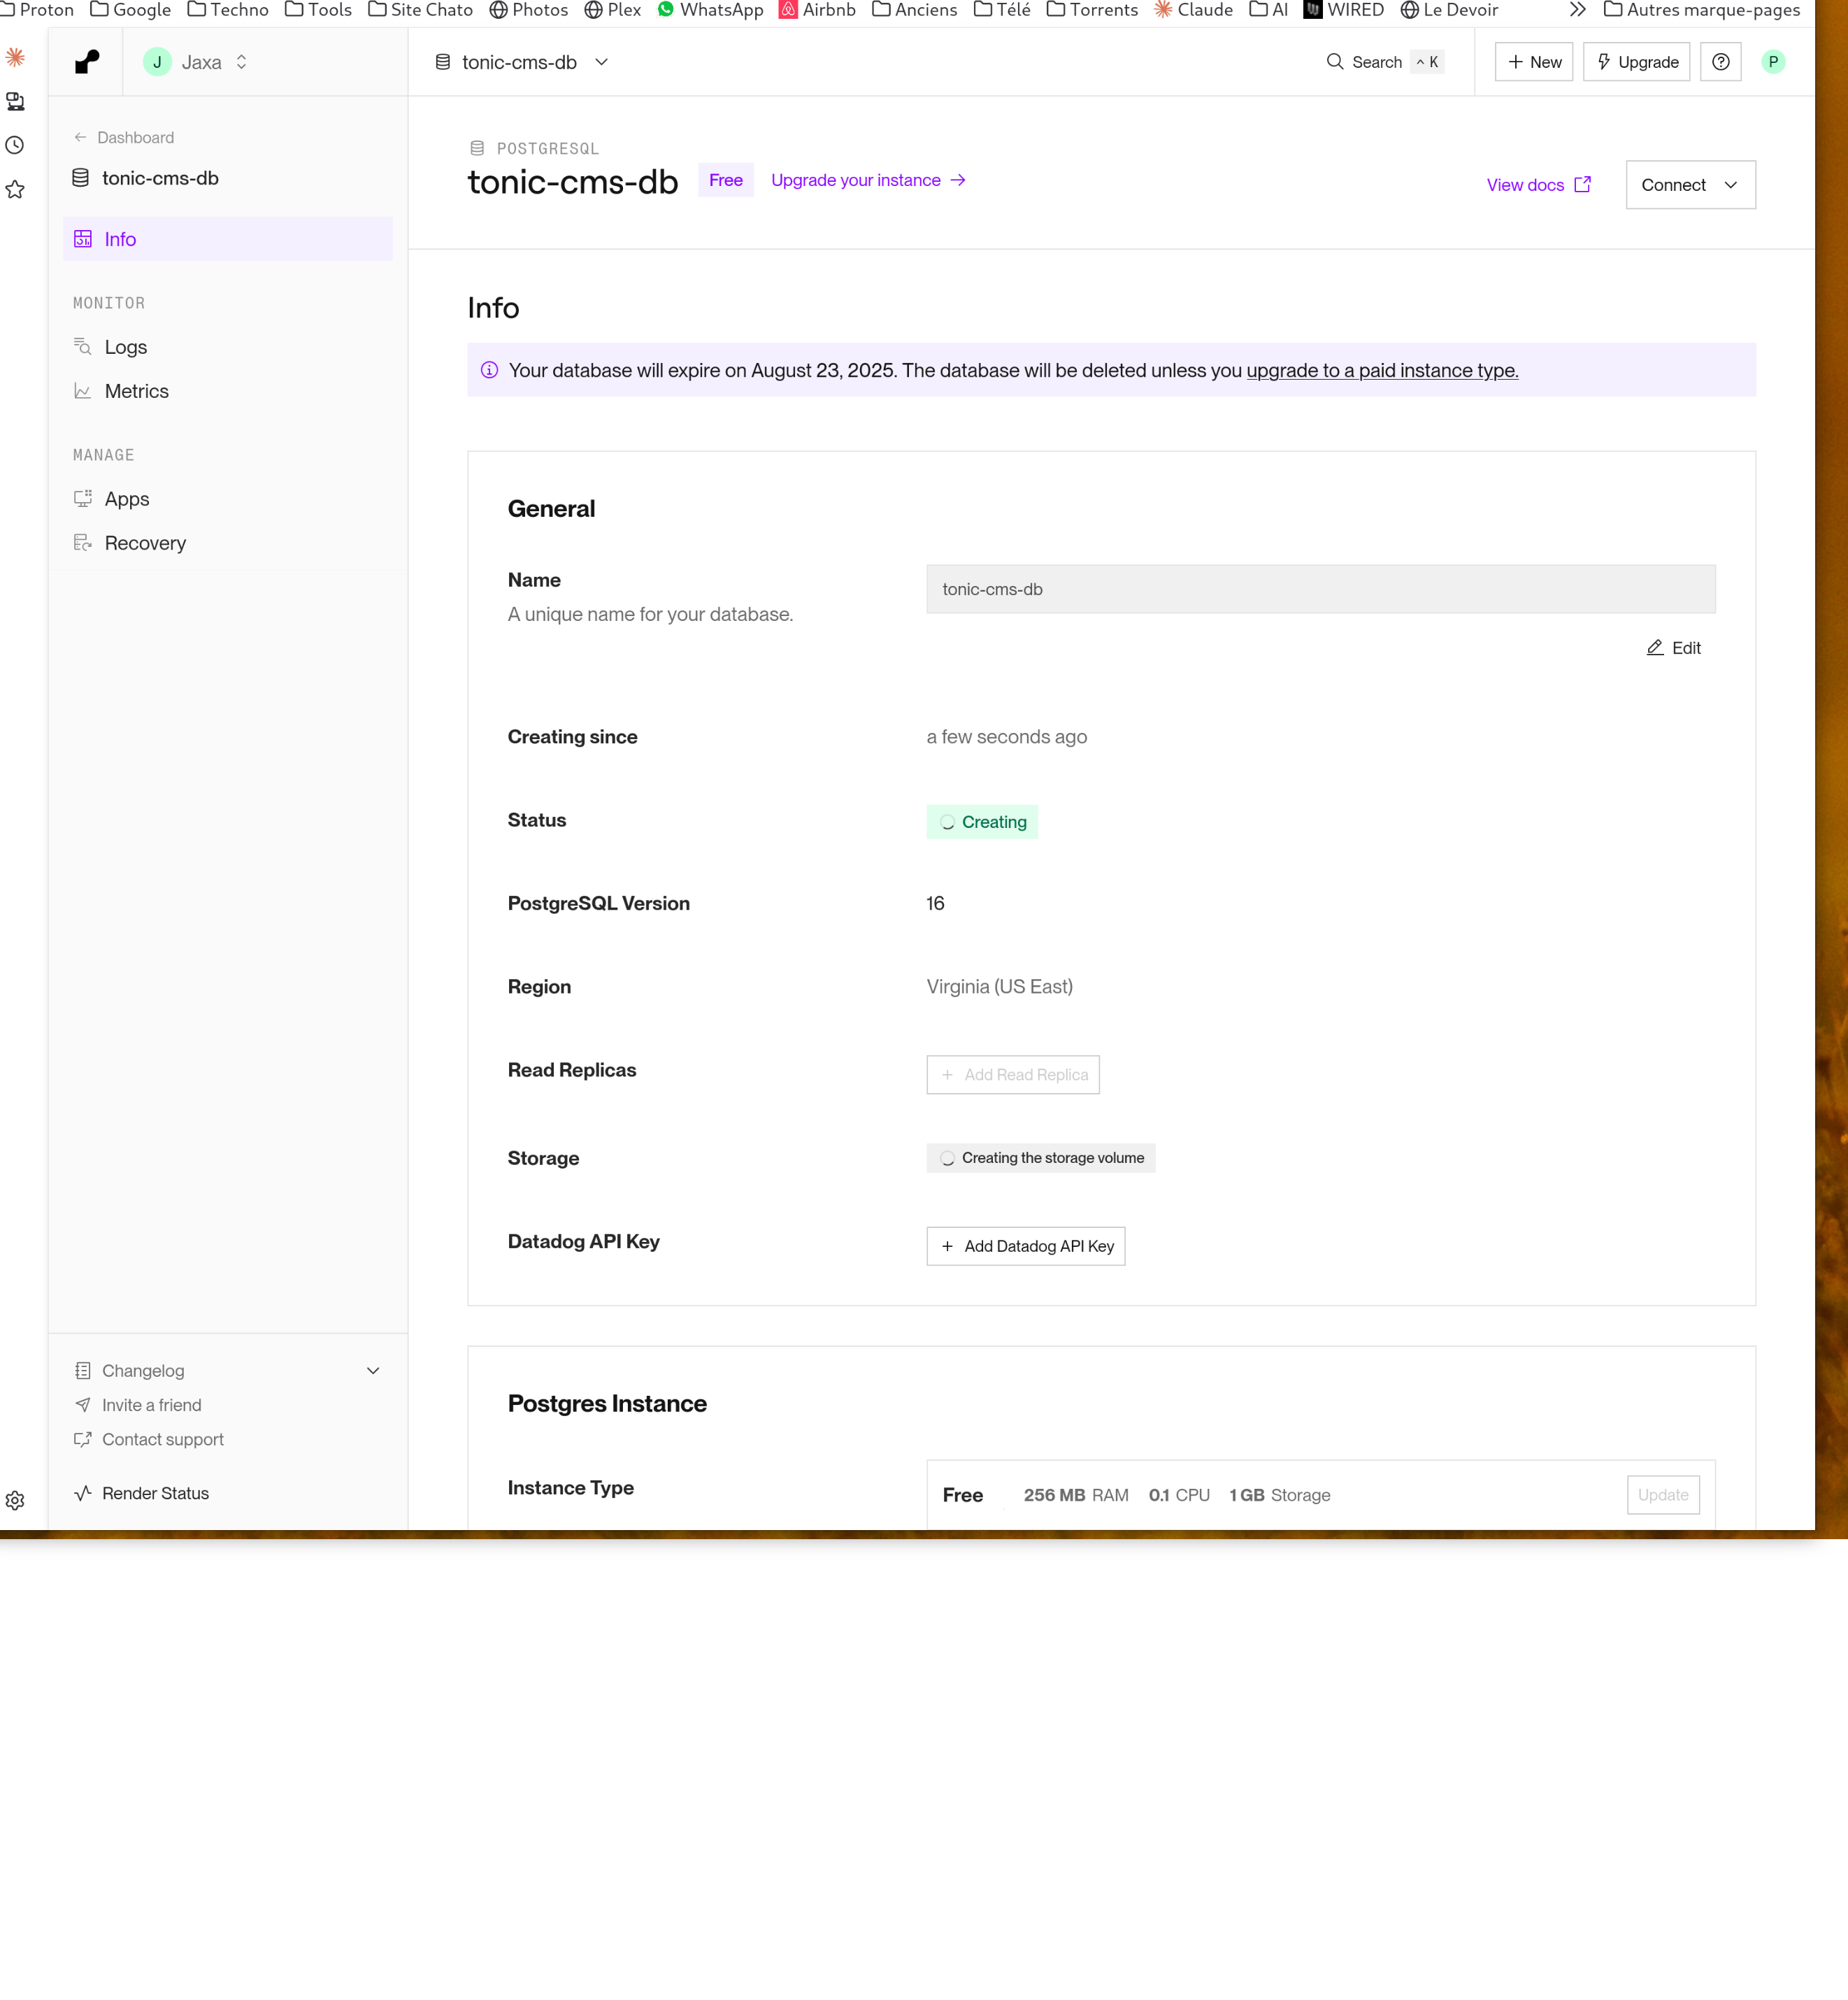 Proton Google Techno Tools Site Chato Photos Plex WhatsApp Airbnb Anciens Télé Torrents Claude AI WIRED Le Devoir Autres marque-pages
J Jaxa tonic-cms-db Search ^ K + New Upgrade P
← Dashboard
tonic-cms-db
Info
MONITOR
Logs
Metrics
MANAGE
Apps
Recovery
Changelog
Invite a friend
Contact support
Render Status
POSTGRESQL
tonic-cms-db Free Upgrade your instance →
View docs Connect
Info
Your database will expire on August 23, 2025. The database will be deleted unless you upgrade to a paid instance type.
General
Name tonic-cms-db
A unique name for your database.
Edit
Creating since a few seconds ago
Status Creating
PostgreSQL Version 16
Region Virginia (US East)
Read Replicas + Add Read Replica
Storage Creating the storage volume
Datadog API Key + Add Datadog API Key
Postgres Instance
Instance Type Free 256 MB RAM 0.1 CPU 1 GB Storage Update